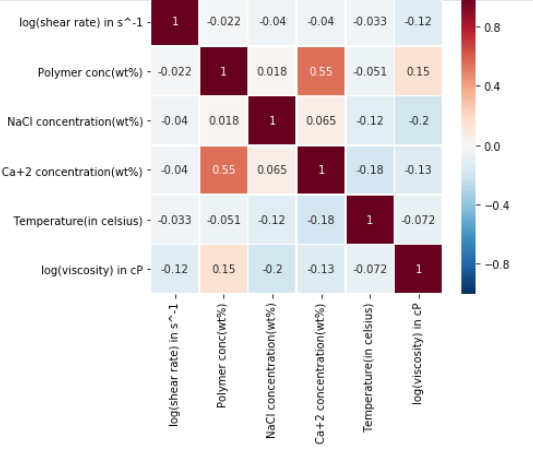 log(shear rate) in s^-1 1 -0.022 -0.04 -0.04 -0.033 -0.12
Polymer conc(wt%) -0.022 1 0.018 0.55 -0.051 0.15
NaCl concentration(wt%) -0.04 0.018 1 0.065 -0.12 -0.2
Ca+2 concentration(wt%) -0.04 0.55 0.065 1 -0.18 -0.13
Temperature(in celsius) -0.033 -0.051 -0.12 -0.18 1 -0.072
log(viscosity) in cP -0.12 0.15 -0.2 -0.13 -0.072 1
log(shear rate) in s^-1
Polymer conc(wt%)
NaCl concentration(wt%)
Ca+2 concentration(wt%)
Temperature(in celsius)
log(viscosity) in cP
0.8
0.4
0.0
−0.4
−0.8